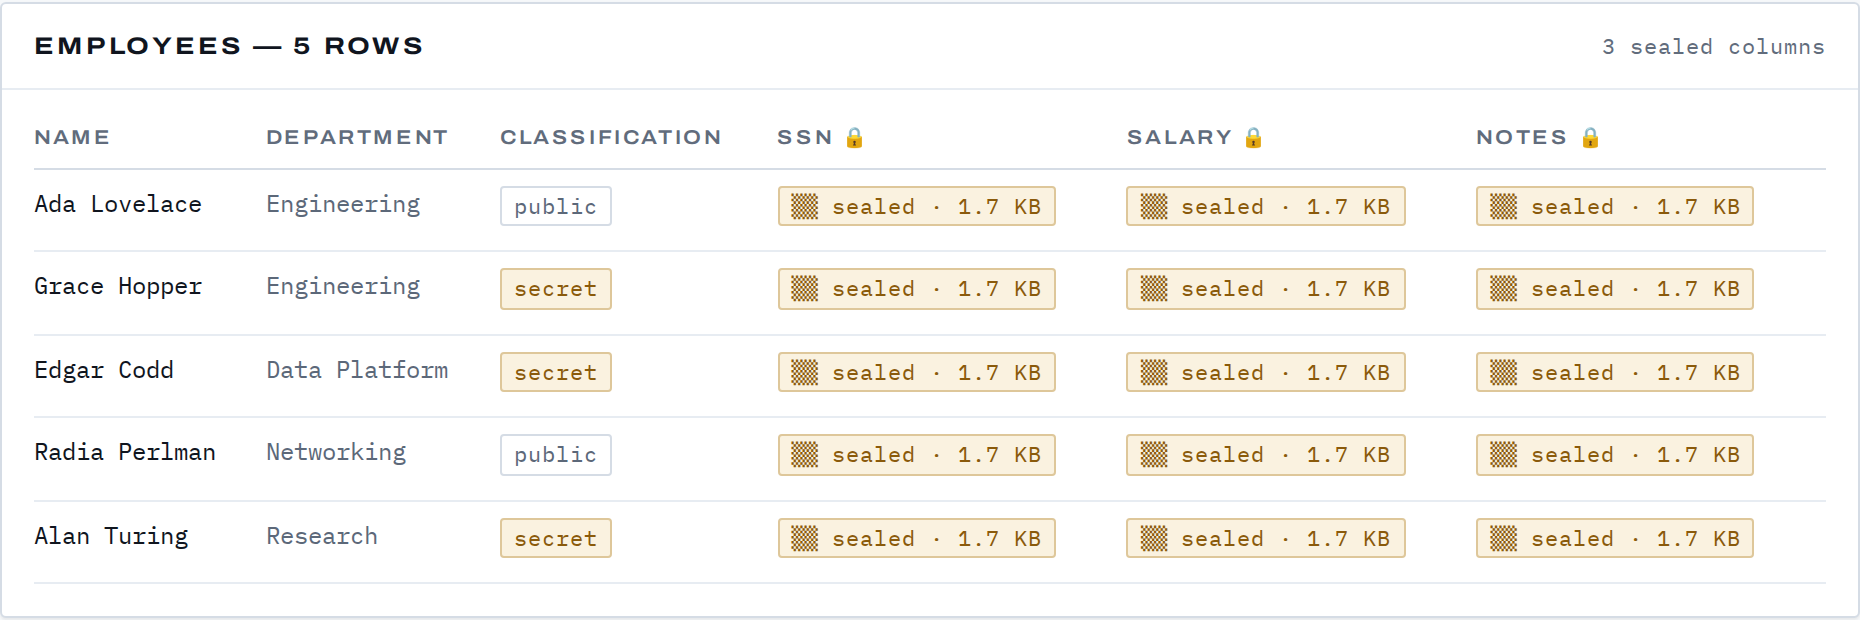 EMPLOYEES — 5 ROWS
3 sealed columns
NAME DEPARTMENT CLASSIFICATION SSN 🔒 SALARY 🔒 NOTES 🔒
Ada Lovelace Engineering public ▒▒ sealed · 1.7 KB ▒▒ sealed · 1.7 KB ▒▒ sealed · 1.7 KB
Grace Hopper Engineering secret ▒▒ sealed · 1.7 KB ▒▒ sealed · 1.7 KB ▒▒ sealed · 1.7 KB
Edgar Codd Data Platform secret ▒▒ sealed · 1.7 KB ▒▒ sealed · 1.7 KB ▒▒ sealed · 1.7 KB
Radia Perlman Networking public ▒▒ sealed · 1.7 KB ▒▒ sealed · 1.7 KB ▒▒ sealed · 1.7 KB
Alan Turing Research secret ▒▒ sealed · 1.7 KB ▒▒ sealed · 1.7 KB ▒▒ sealed · 1.7 KB